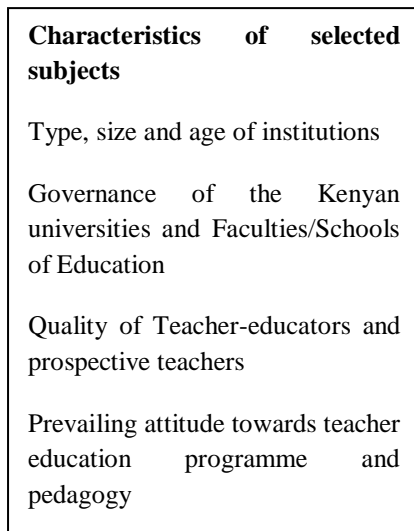 Characteristics of selected
subjects
Type, size and age of institutions
Governance of the Kenyan
universities and Faculties/Schools
of Education
Quality of Teacher-educators and
prospective teachers
Prevailing attitude towards teacher
education programme and
pedagogy